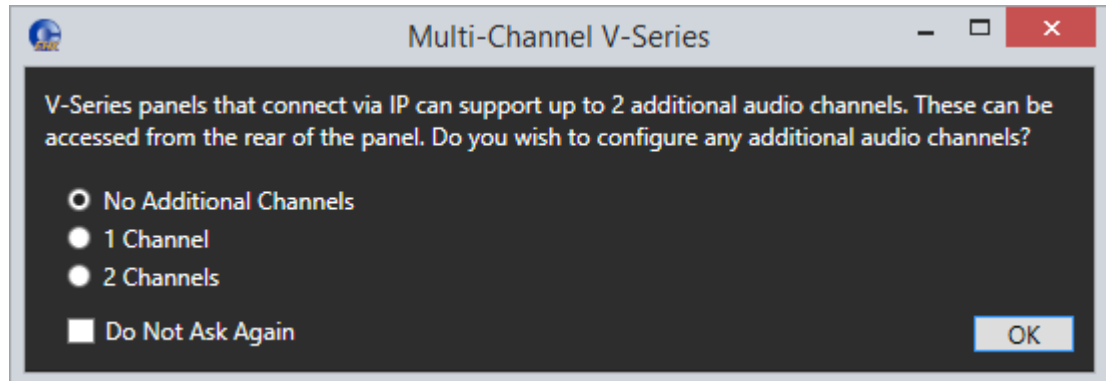 Multi-Channel V-Series
V-Series panels that connect via IP can support up to 2 additional audio channels. These can be
accessed from the rear of the panel. Do you wish to configure any additional audio channels?
No Additional Channels
1 Channel
2 Channels
Do Not Ask Again
OK